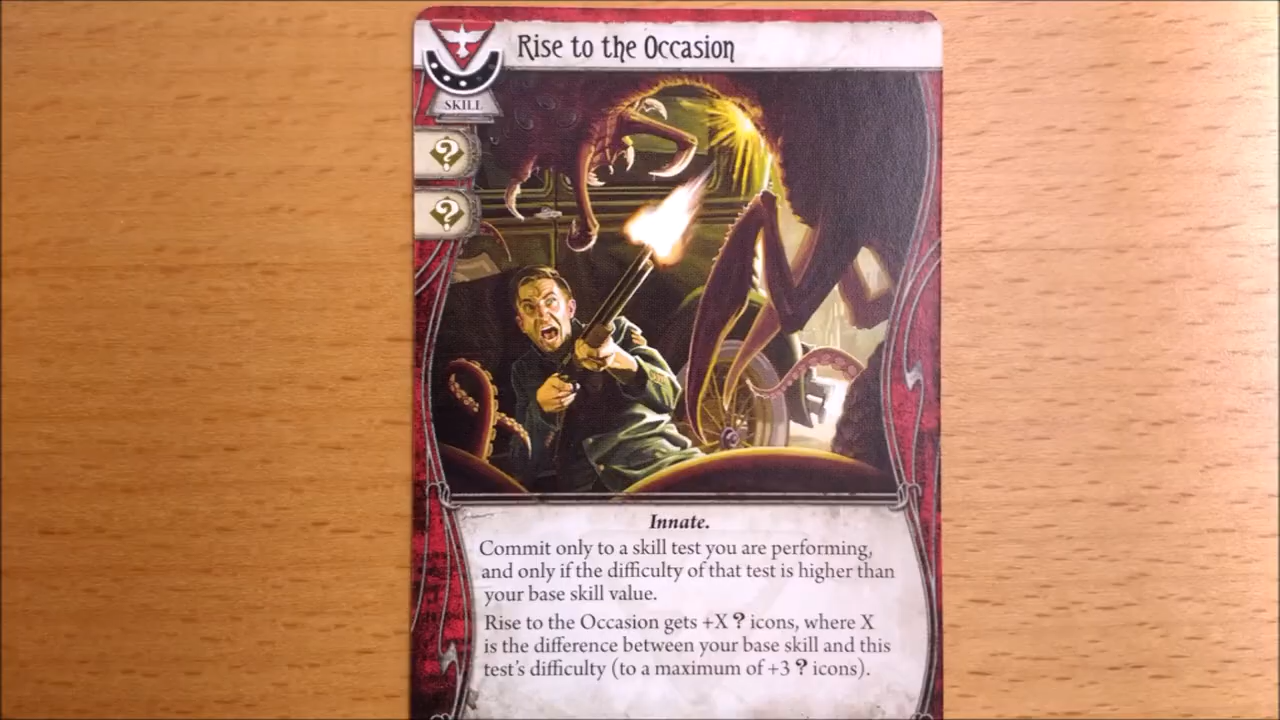 Rise to the Occasion
SKILL
?
?
Innate.
Commit only to a skill test you are performing,
and only if the difficulty of that test is higher than
your base skill value.
Rise to the Occasion gets +X ? icons, where X
is the difference between your base skill and this
test's difficulty (to a maximum of +3 ? icons).